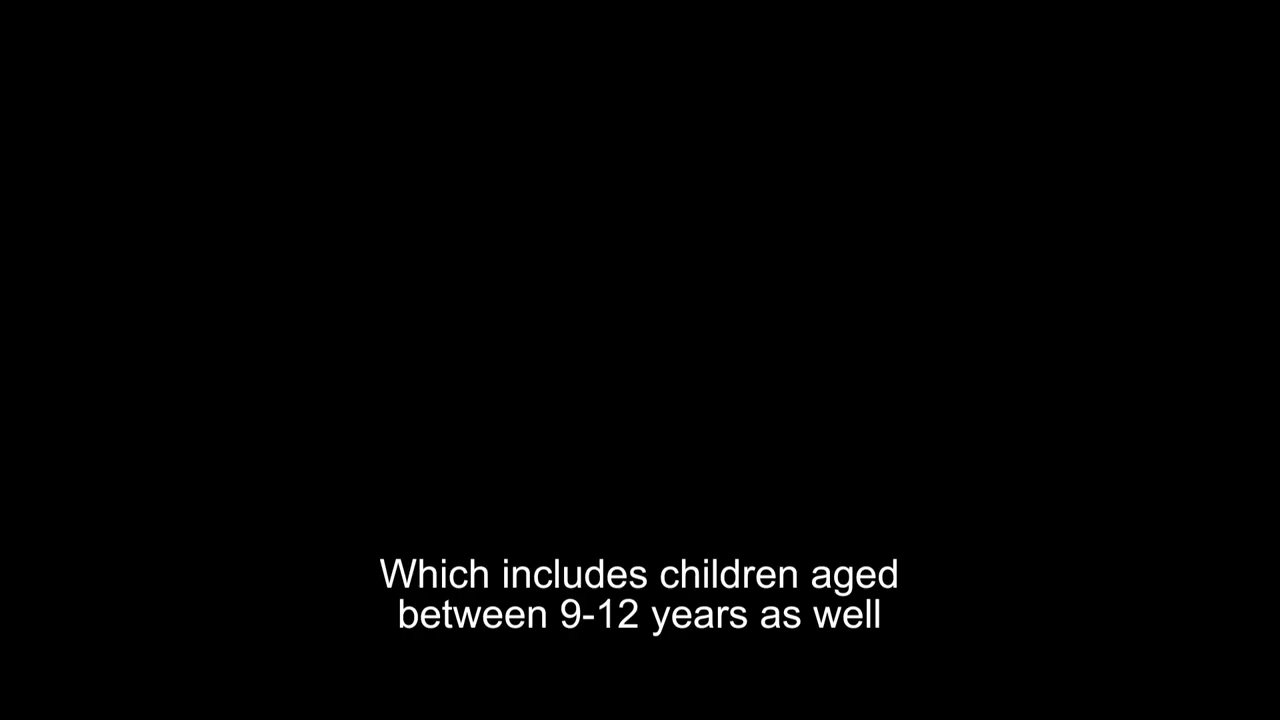 Which includes children aged
between 9-12 years as well